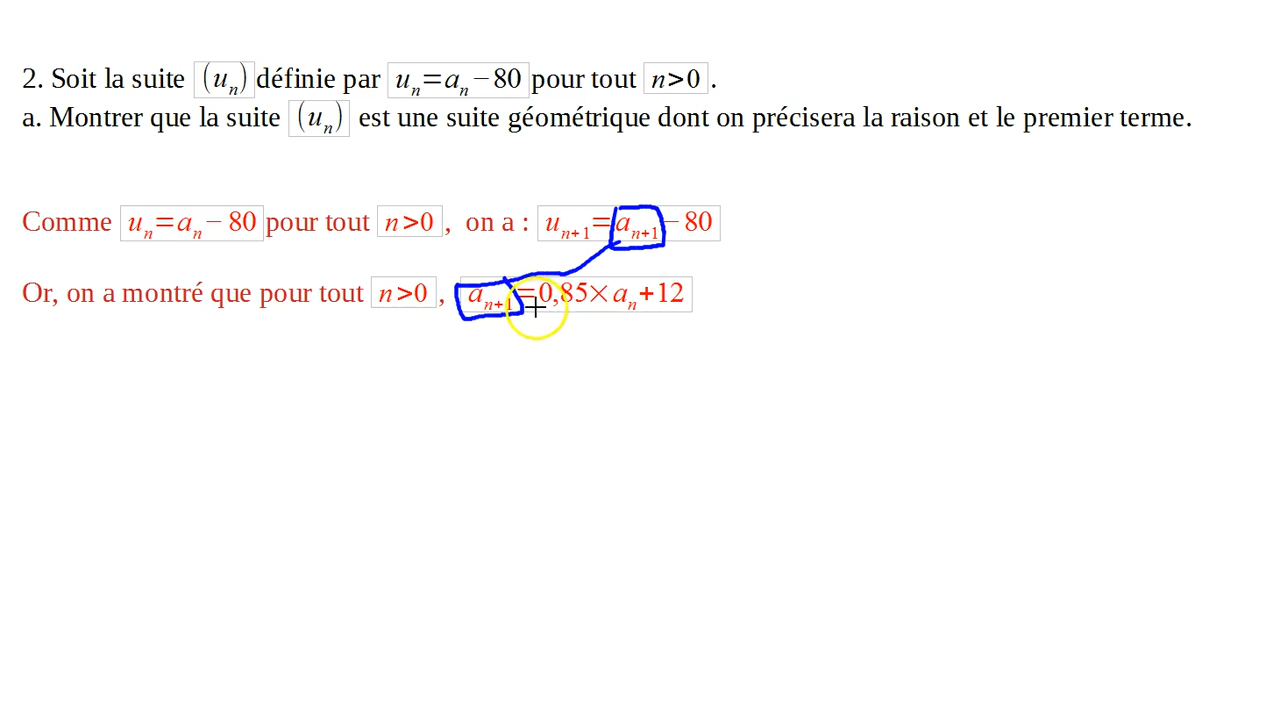 2. Soit la suite (uₙ) définie par uₙ=aₙ−80 pour tout n>0 .
a. Montrer que la suite (uₙ) est une suite géométrique dont on précisera la raison et le premier terme.
Comme uₙ=aₙ−80 pour tout n>0 , on a : uₙ₊₁=aₙ₊₁−80
Or, on a montré que pour tout n>0 , aₙ₊₁=0,85×aₙ+12